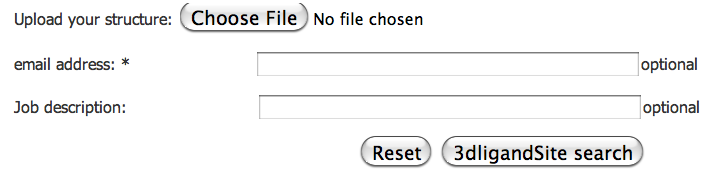 Upload your structure: Choose File No file chosen
email address: * optional
Job description: optional
Reset 3dligandSite search